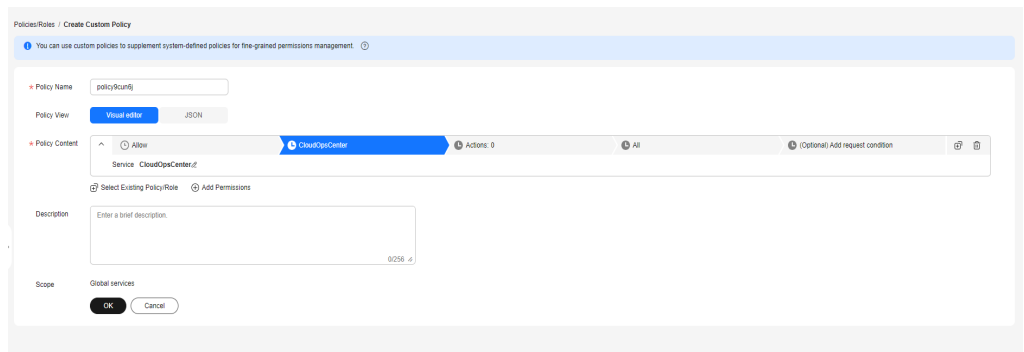 Policies/Roles / Create Custom Policy
You can use custom policies to supplement system-defined policies for fine-grained permissions management.
* Policy Name policy9cun6j
Policy View Visual editor JSON
* Policy Content Allow CloudOpsCenter Actions: 0 All (Optional) Add request condition
Service CloudOpsCenter
Select Existing Policy/Role Add Permissions
Description Enter a brief description.
0/256
Scope Global services
OK Cancel